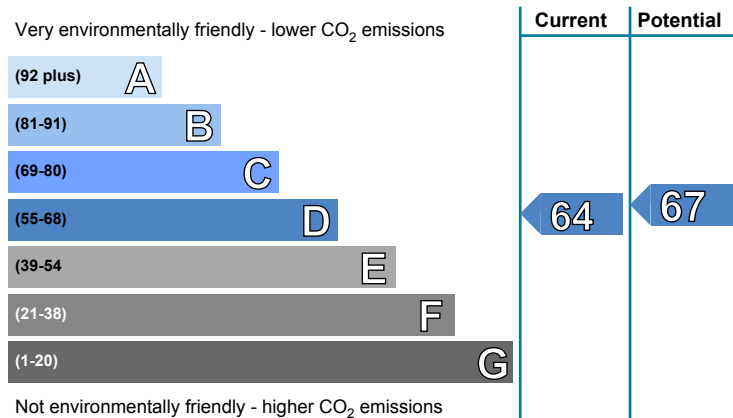 Current Potential
Very environmentally friendly - lower CO2 emissions
(92 plus) A
(81-91) B
(69-80) C
(55-68) D 64 67
(39-54 E
(21-38) F
(1-20) G
Not environmentally friendly - higher CO2 emissions